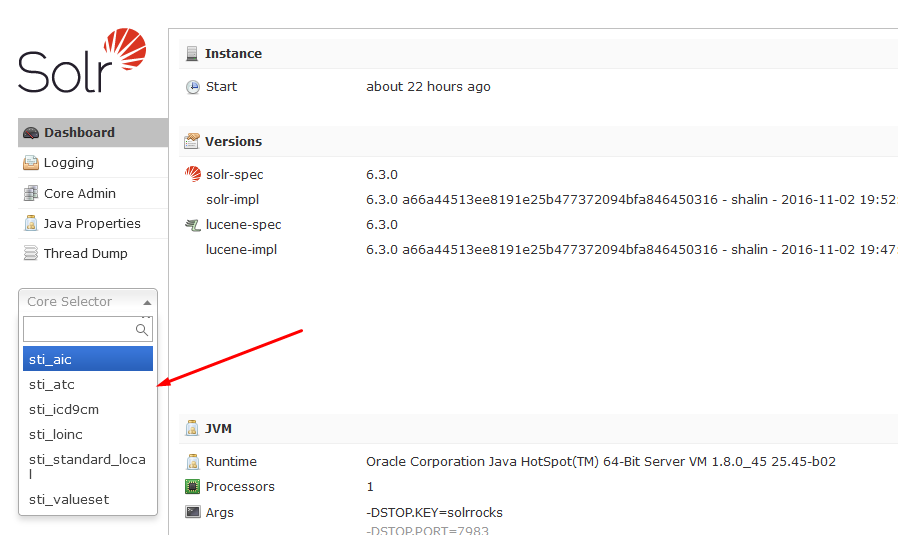 Solr
Dashboard
Logging
Core Admin
Java Properties
Thread Dump
Core Selector
sti_aic
sti_atc
sti_icd9cm
sti_loinc
sti_standard_loca
l
sti_valueset
Instance
Start about 22 hours ago
Versions
solr-spec 6.3.0
solr-impl 6.3.0 a66a44513ee8191e25b477372094bfa846450316 - shalin - 2016-11-02 19:52:
lucene-spec 6.3.0
lucene-impl 6.3.0 a66a44513ee8191e25b477372094bfa846450316 - shalin - 2016-11-02 19:47:
JVM
Runtime Oracle Corporation Java HotSpot(TM) 64-Bit Server VM 1.8.0_45 25.45-b02
Processors 1
Args -DSTOP.KEY=solrrocks
-DSTOP.PORT=7983